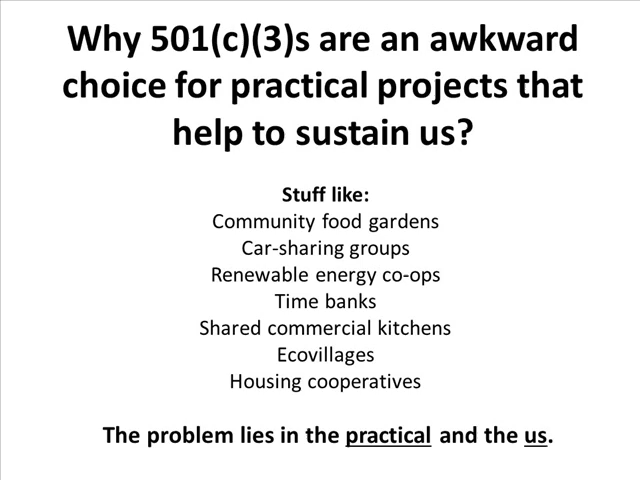 Why 501(c)(3)s are an awkward
choice for practical projects that
help to sustain us?
Stuff like:
Community food gardens
Car-sharing groups
Renewable energy co-ops
Time banks
Shared commercial kitchens
Ecovillages
Housing cooperatives
The problem lies in the practical and the us.